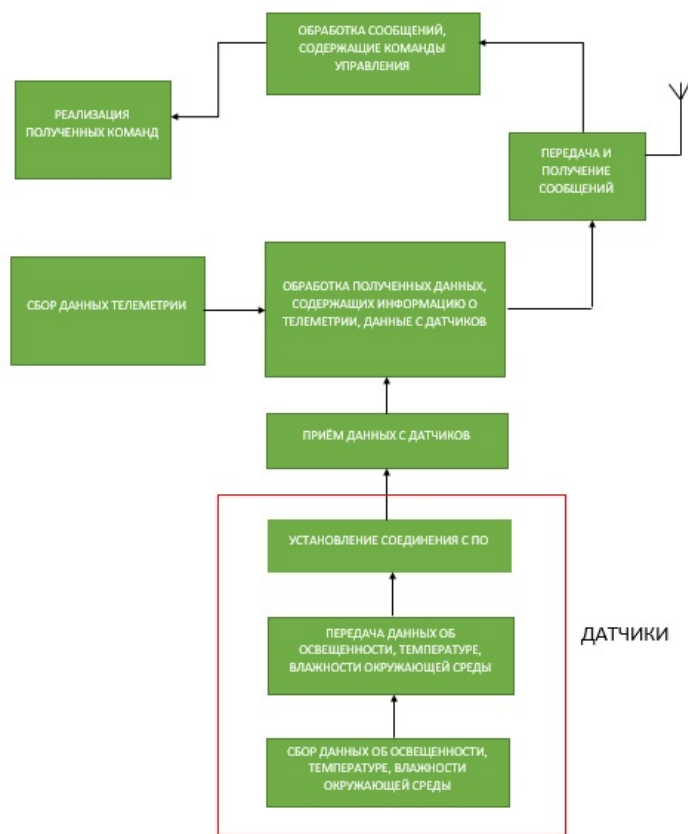 ОБРАБОТКА СООБЩЕНИЙ,
СОДЕРЖАЩИЕ КОМАНДЫ
УПРАВЛЕНИЯ
РЕАЛИЗАЦИЯ
ПОЛУЧЕННЫХ КОМАНД
ПЕРЕДАЧА И
ПОЛУЧЕНИЕ
СООБЩЕНИЙ
СБОР ДАННЫХ ТЕЛЕМЕТРИИ
ОБРАБОТКА ПОЛУЧЕННЫХ ДАННЫХ,
СОДЕРЖАЩИХ ИНФОРМАЦИЮ О
ТЕЛЕМЕТРИИ, ДАННЫЕ С ДАТЧИКОВ
ПРИЁМ ДАННЫХ С ДАТЧИКОВ
УСТАНОВЛЕНИЕ СОЕДИНЕНИЯ С ПО
ПЕРЕДАЧА ДАННЫХ ОБ
ОСВЕЩЕННОСТИ, ТЕМПЕРАТУРЕ,
ВЛАЖНОСТИ ОКРУЖАЮЩЕЙ СРЕДЫ
ДАТЧИКИ
СБОР ДАННЫХ ОБ ОСВЕЩЕННОСТИ,
ТЕМПЕРАТУРЕ, ВЛАЖНОСТИ
ОКРУЖАЮЩЕЙ СРЕДЫ